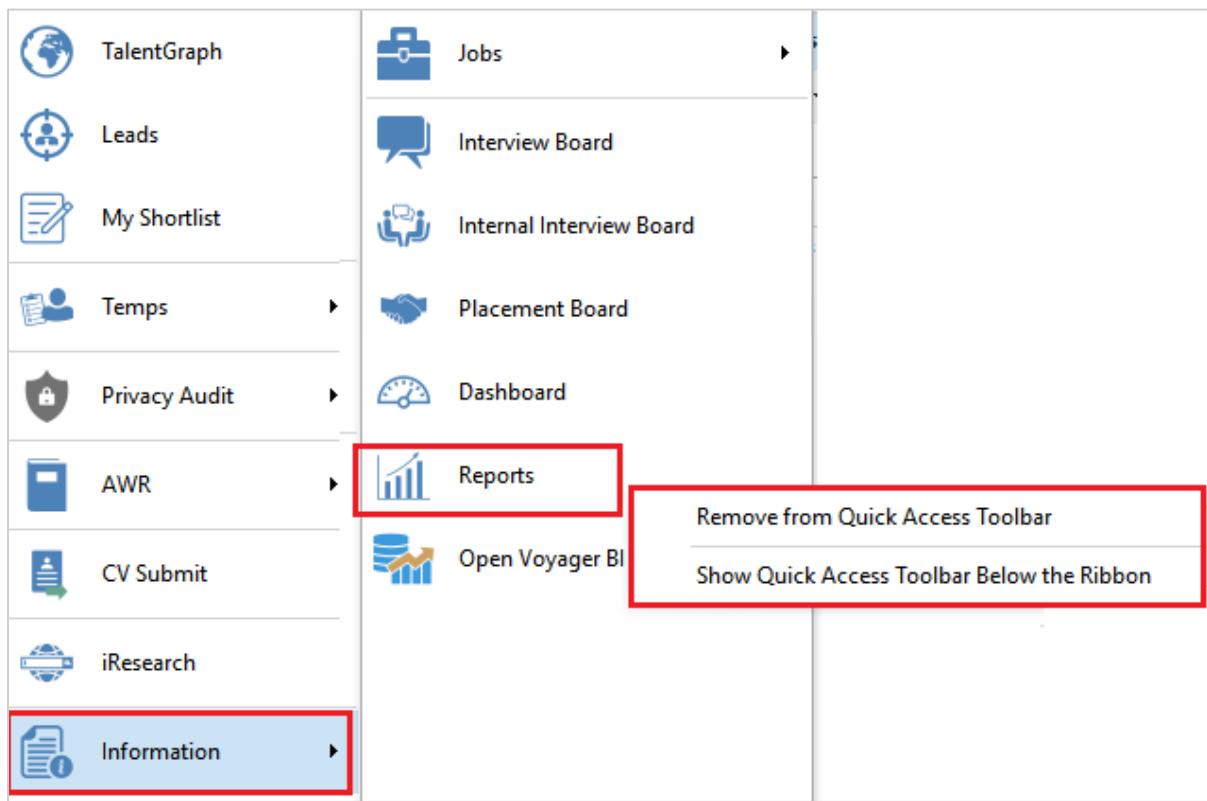 TalentGraph
Leads
My Shortlist
Temps
Privacy Audit
AWR
CV Submit
iResearch
Information
Jobs
Interview Board
Internal Interview Board
Placement Board
Dashboard
Reports
Open Voyager BI
Remove from Quick Access Toolbar
Show Quick Access Toolbar Below the Ribbon